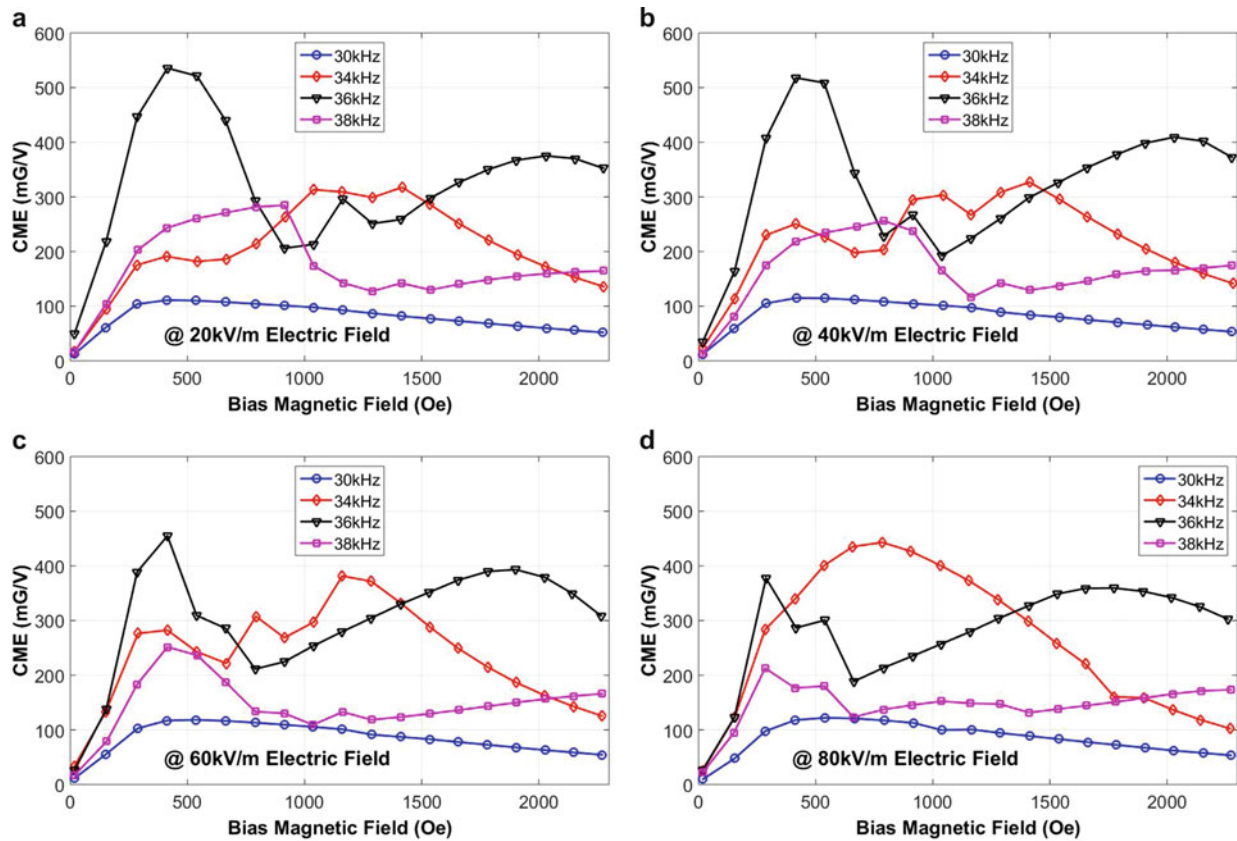 a
600
500
400
300
200
100
0
CME (mG/V)
30kHz
34kHz
36kHz
38kHz
@ 20kV/m Electric Field
0 500 1000 1500 2000
Bias Magnetic Field (Oe)
b
600
500
400
300
200
100
0
CME (mG/V)
30kHz
34kHz
36kHz
38kHz
@ 40kV/m Electric Field
0 500 1000 1500 2000
Bias Magnetic Field (Oe)
c
600
500
400
300
200
100
0
CME (mG/V)
30kHz
34kHz
36kHz
38kHz
@ 60kV/m Electric Field
0 500 1000 1500 2000
Bias Magnetic Field (Oe)
d
600
500
400
300
200
100
0
CME (mG/V)
30kHz
34kHz
36kHz
38kHz
@ 80kV/m Electric Field
0 500 1000 1500 2000
Bias Magnetic Field (Oe)